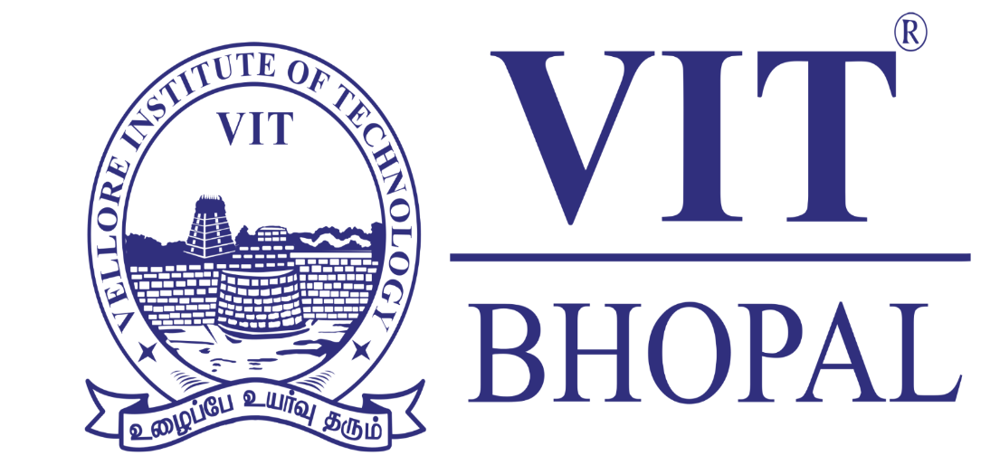 VELLORE INSTITUTE OF TECHNOLOGY
VIT
உழைப்பே உயர்வு தரும்
VIT®
BHOPAL